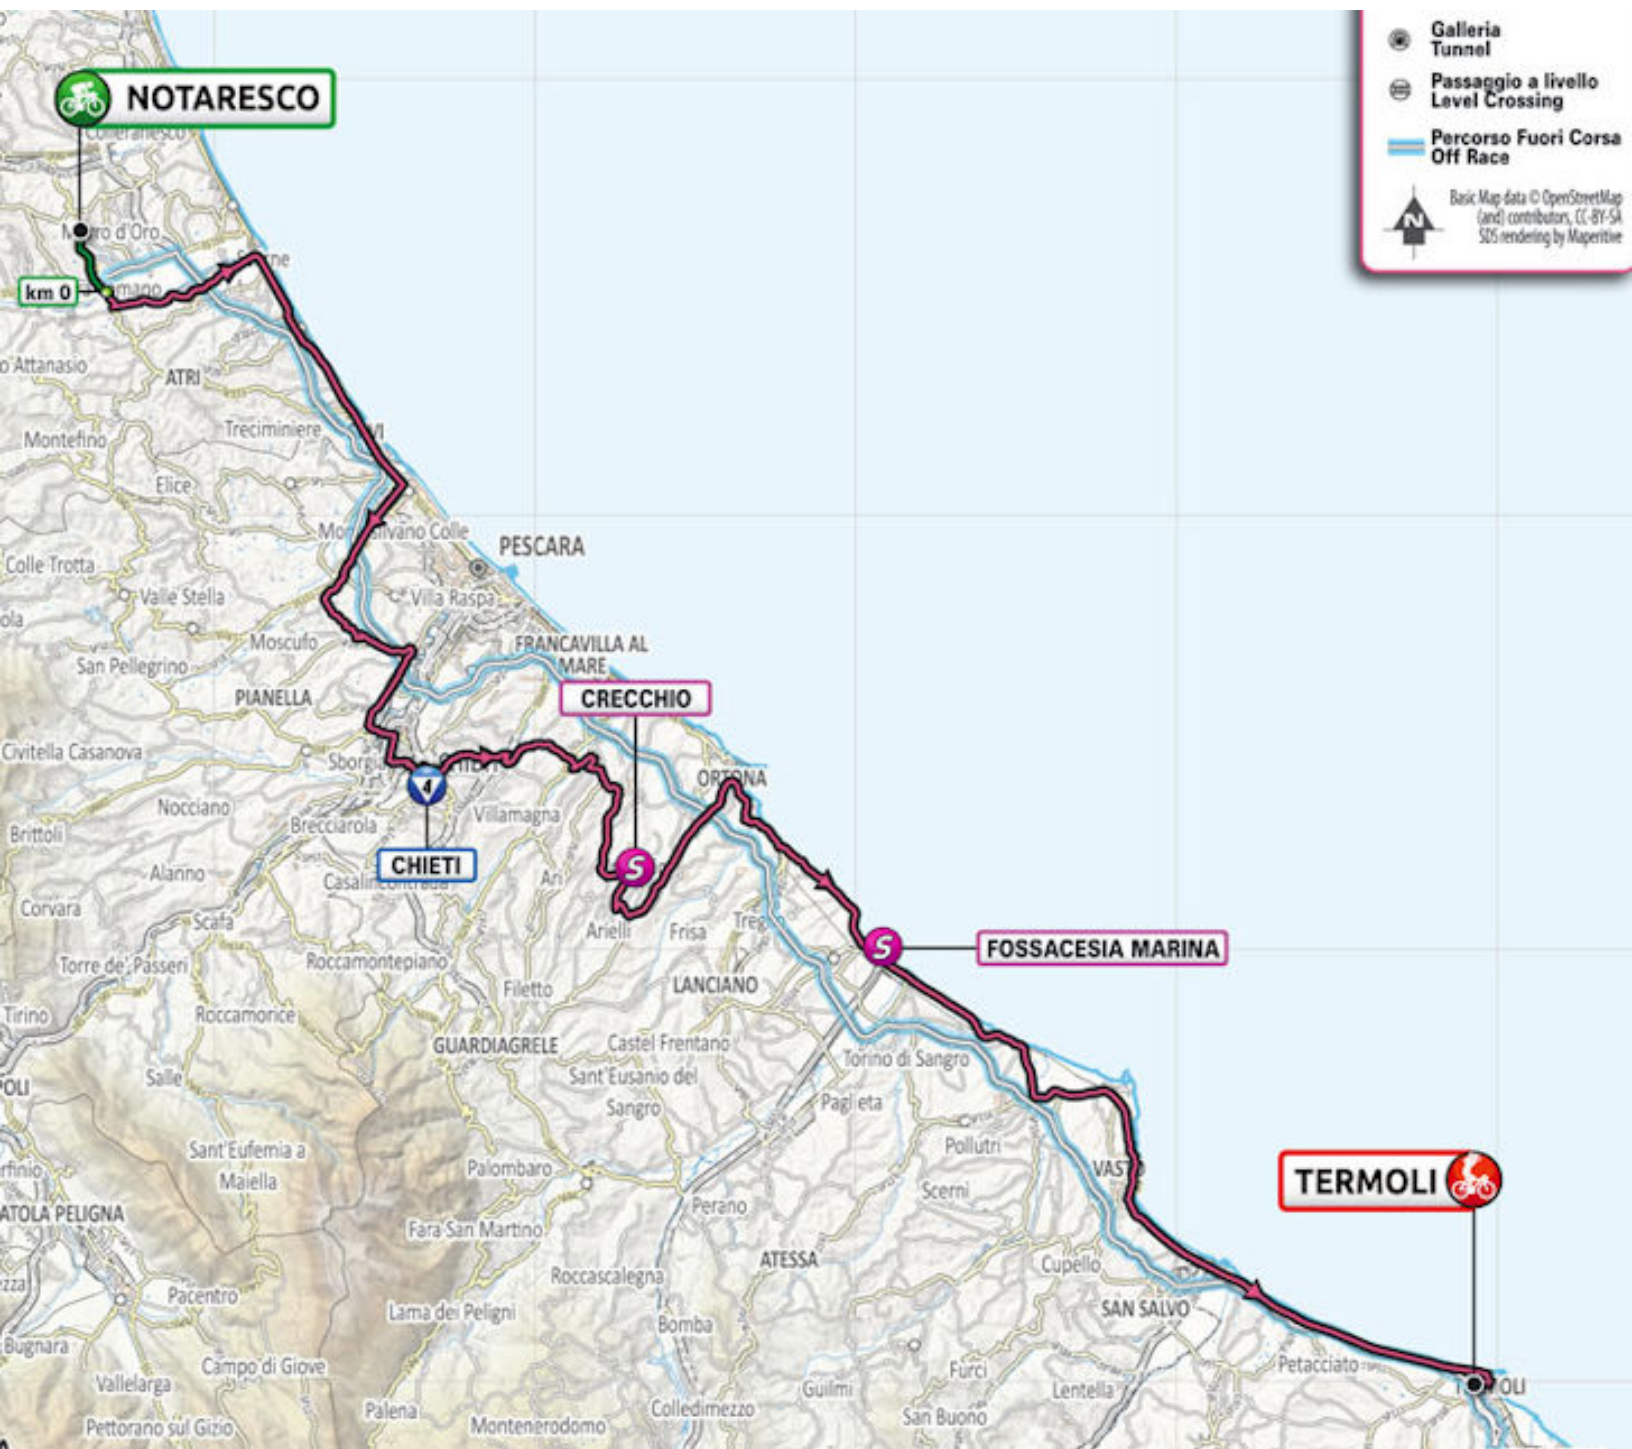 Galleria
Tunnel
Passaggio a livello
Level Crossing
Percorso Fuori Corsa
Off Race
Basic Map data © OpenStreetMap
(and) contributors, CC-BY-SA
SDS rendering by Maperitive
N
NOTARESCO
km 0
ATRI
Treciminiere
Montefino
Elice
PESCARA
Colle Trotta
Valle Stella
Villa Raspa
Moscufo
FRANCAVILLA AL
MARE
San Pellegrino
PIANELLA
CRECCHIO
Civitella Casanova
ORTONA
4
Nocciano
Villamagna
Brittoli
Brecciarola
CHIETI
S
Alanno
Ari
Corvara
Scafa
Arielli
Frisa
S
FOSSACESIA MARINA
Torre de' Passeri
Roccamontepiano
Filetto
LANCIANO
Tirino
Roccamorice
GUARDIAGRELE
Castel Frentano
Torino di Sangro
Salle
Sant'Eusanio del
Sangro
Paglieta
Pollutri
Sant'Eufemia a
Maiella
Palombaro
TERMOLI
Scerni
Perano
Fara San Martino
ATESSA
Cupello
Roccascalegna
Pacentro
Lama dei Peligni
SAN SALVO
Bomba
Bugnara
Campo di Giove
Furci
Petacciato
Vallelarga
Guilmi
Lentella
Palena
Colledimezzo
San Buono
Pettorano sul Gizio
Montenerodomo